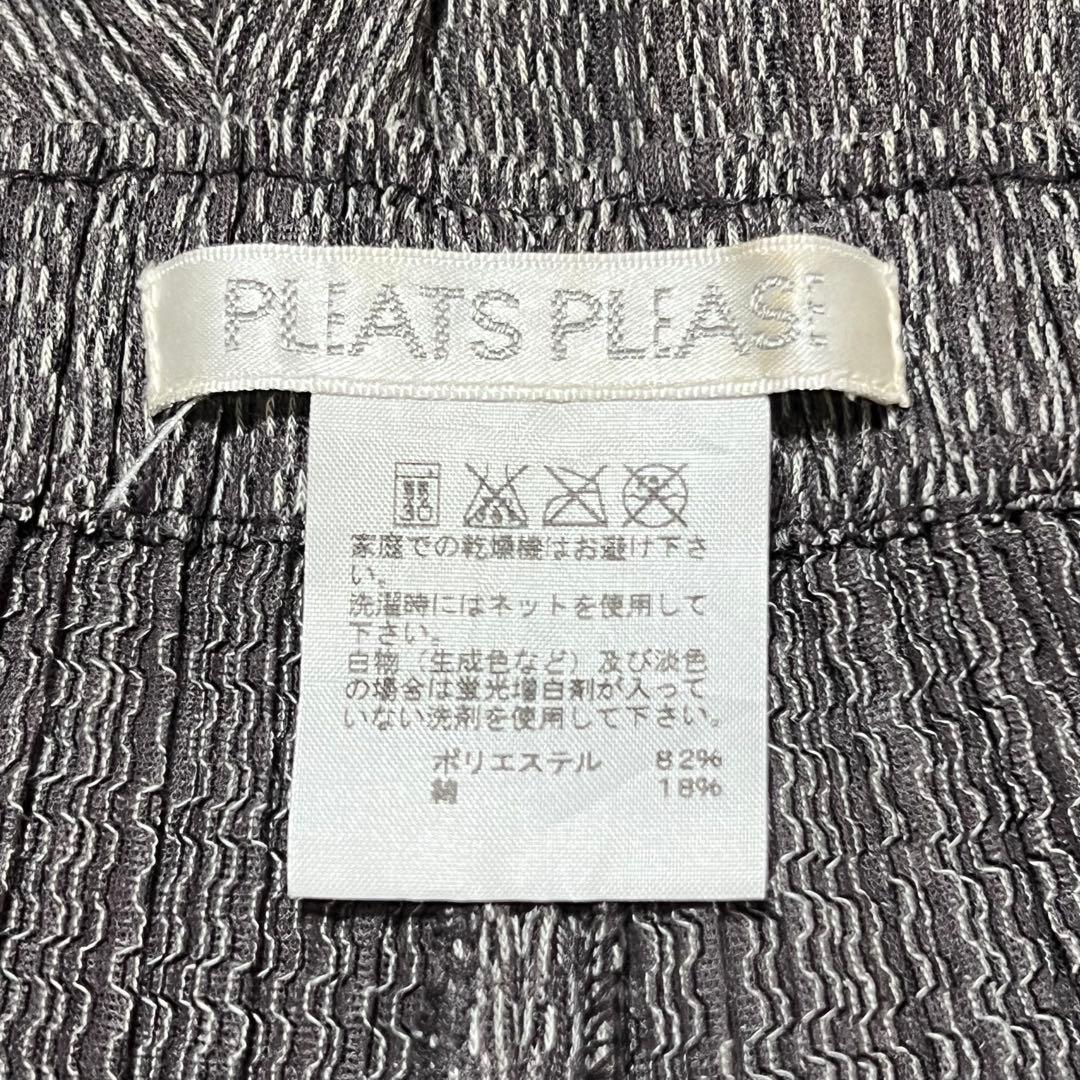 PLEATS PLEASE
家庭での乾燥機はお避け下さ
い。
洗濯時にはネットを使用して
下さい。
白物（生成色など）及び淡色
の場合は蛍光増白剤が入って
いない洗剤を使用して下さい。
ポリエステル 82%
綿 18%